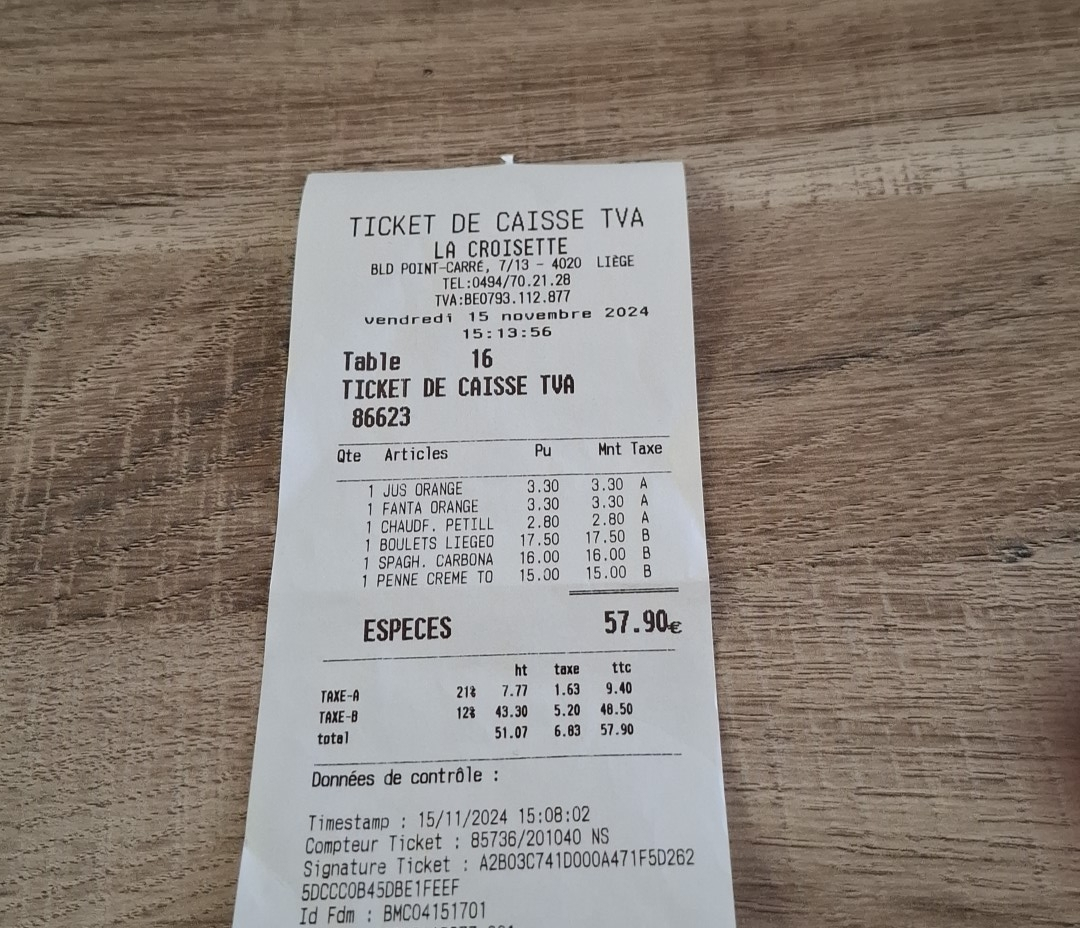 TICKET DE CAISSE TVA
LA CROISETTE
BLD POINT-CARRÉ, 7/13 - 4020 LIÈGE
TEL:0494/70.21.28
TVA:BE0793.112.877
vendredi 15 novembre 2024
15:13:56
Table 16
TICKET DE CAISSE TVA
86623
Qte Articles Pu Mnt Taxe
1 JUS ORANGE 3.30 3.30 A
1 FANTA ORANGE 3.30 3.30 A
1 CHAUDF. PETILL 2.80 2.80 A
1 BOULETS LIEGEO 17.50 17.50 B
1 SPAGH. CARBONA 16.00 16.00 B
1 PENNE CREME TO 15.00 15.00 B
ESPECES 57.90€
ht taxe ttc
TAXE-A 21% 7.77 1.63 9.40
TAXE-B 12% 43.30 5.20 48.50
total 51.07 6.83 57.90
Données de contrôle :
Timestamp : 15/11/2024 15:08:02
Compteur Ticket : 85736/201040 NS
Signature Ticket : A2B03C741D000A471F5D262
5DCCC0B45DBE1FEEF
Id Fdm : BMC04151701